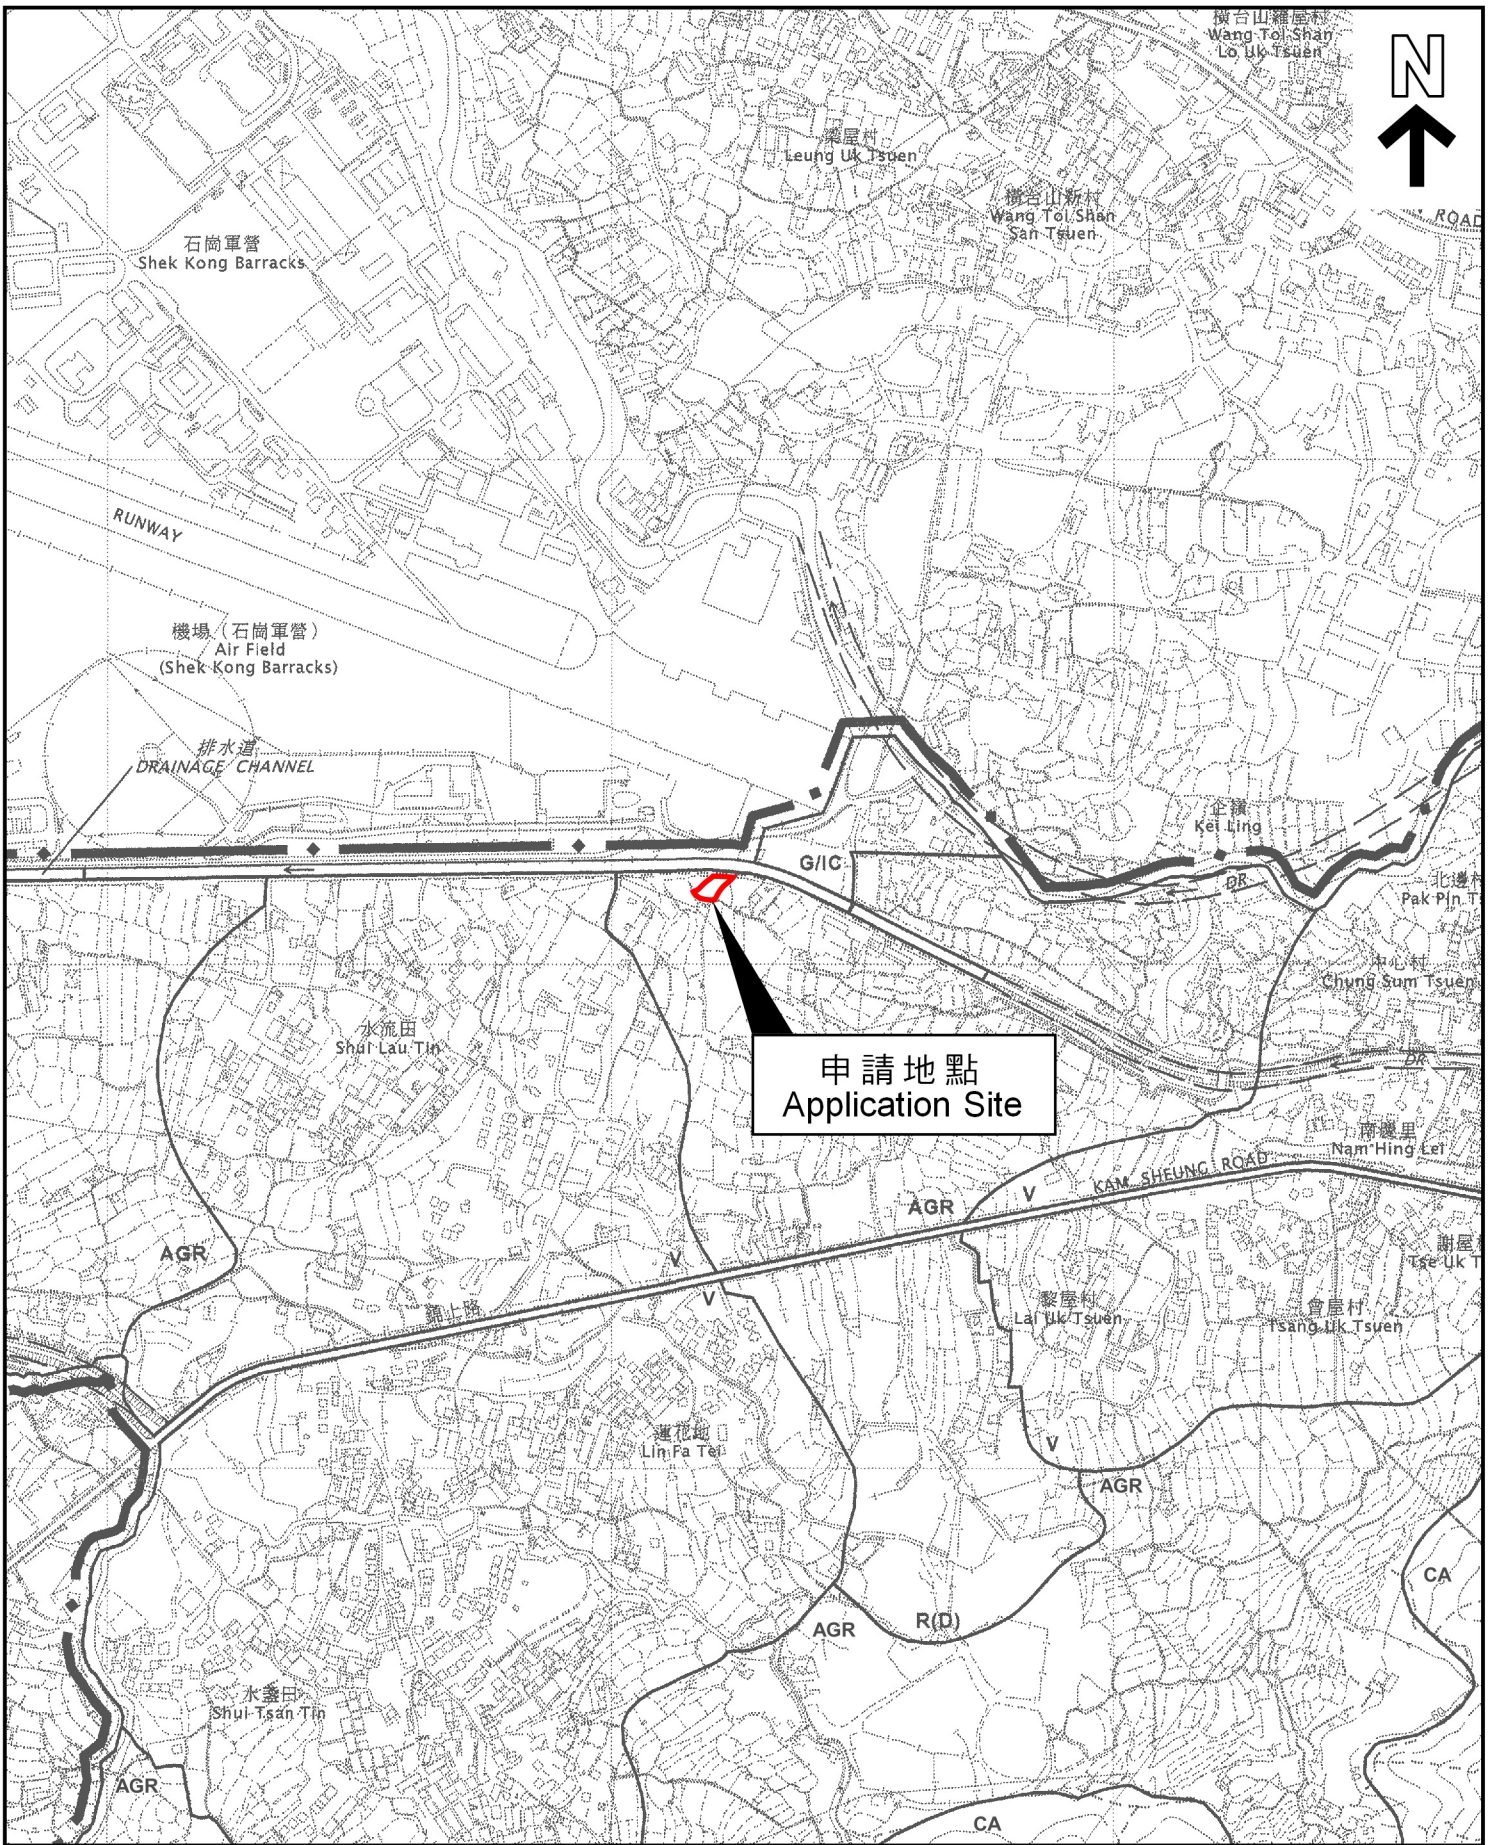 橫台山羅屋村
Wang Toi Shan
Lo Uk Tsuen
N
梁屋村
Leung Uk Tsuen
橫台山新村
Wang Toi Shan
San Tsuen
ROAD
石崗軍營
Shek Kong Barracks
RUNWAY
機場（石崗軍營）
Air Field
(Shek Kong Barracks)
排水道
DRAINAGE CHANNEL
企嶺
Kei Ling
G/IC
DR
北邊村
Pak Pin T
中心村
Chung Sum Tsuen
水流田
Shui Lau Tin
申請地點
Application Site
DR
南慶里
Nam Hing Lei
KAM SHEUNG ROAD
V
AGR
AGR
V
謝屋村
Tse Uk T
錦上路
V
黎屋村
Lai Uk Tsuen
曾屋村
Tsang Uk Tsuen
蓮花地
Lin Fa Tei
V
AGR
CA
AGR
R(D)
水盞田
Shui Tsan Tin
AGR
CA